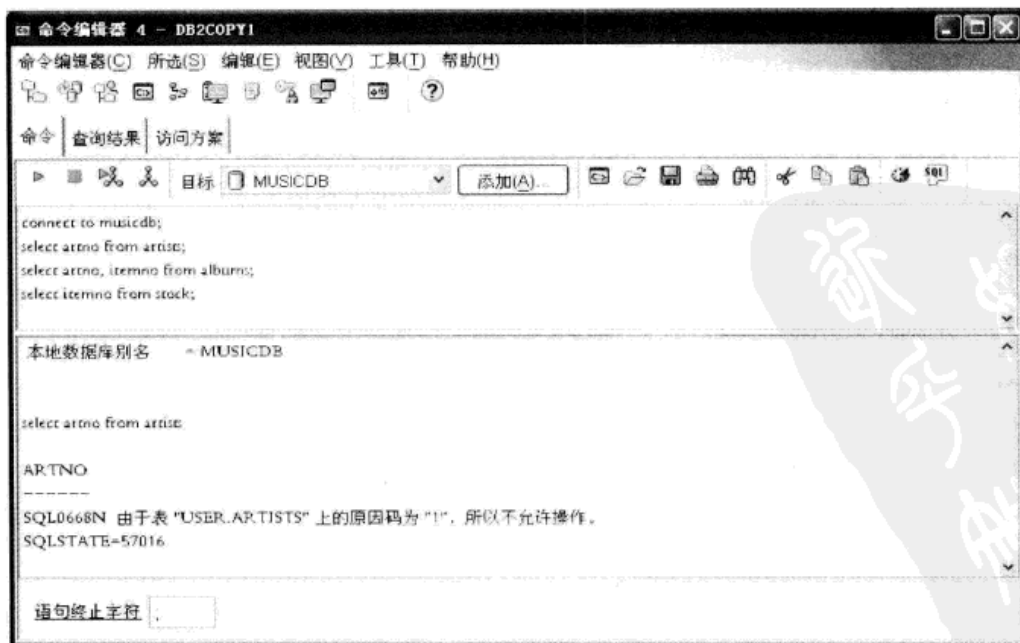 命令编辑器 4 - DB2COPY1
命令编辑器(C) 所选(S) 编辑(E) 视图(V) 工具(T) 帮助(H)
命令 查询结果 访问方案
目标 MUSICDB 添加(A)... SQL
connect to musicdb;
select artno from artists;
select artno, itemno from albums;
select itemno from stock;
本地数据库别名 = MUSICDB
select artno from artists
ARTNO
------
SQL0668N 由于表 "USER.ARTISTS" 上的原因码为 "1"，所以不允许操作。
SQLSTATE=57016
语句终止字符 ;